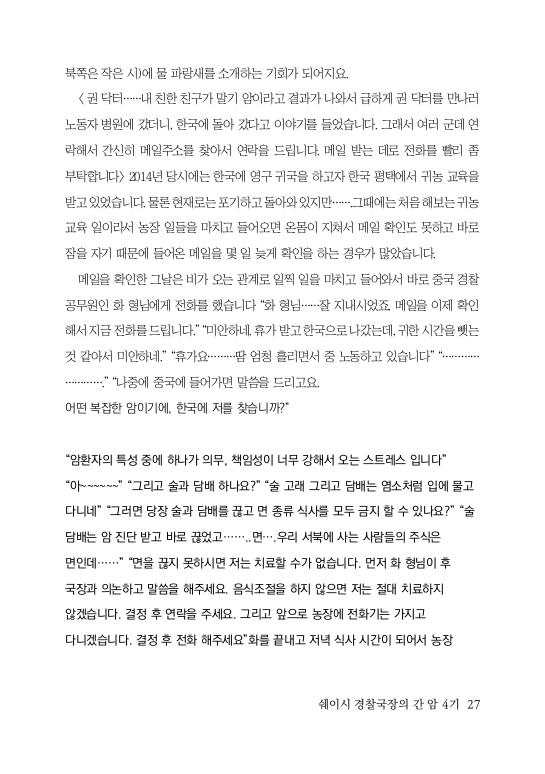 북쪽은 작은 시)에 물 파랑새를 소개하는 기회가 되어지요.
〈 권 닥터……내 친한 친구가 말기 암이라고 결과가 나와서 급하게 권 닥터를 만나러
노동자 병원에 갔더니, 한국에 돌아 갔다고 이야기를 들었습니다. 그래서 여러 군데 연
락해서 간신히 메일주소를 찾아서 연락을 드립니다. 메일 받는 데로 전화를 빨리 좀
부탁합니다〉 2014년 당시에는 한국에 영구 귀국을 하고자 한국 평택에서 귀농 교육을
받고 있었습니다. 물론 현재로는 포기하고 돌아와 있지만…….그때에는 처음 해보는 귀농
교육 일이라서 농장 일들을 마치고 들어오면 온몸이 지쳐서 메일 확인도 못하고 바로
잠을 자기 때문에 들어온 메일을 몇 일 늦게 확인을 하는 경우가 많았습니다.
메일을 확인한 그날은 비가 오는 관계로 일찍 일을 마치고 들어와서 바로 중국 경찰
공무원인 화 형님에게 전화를 했습니다 “화 형님……잘 지내시었죠. 메일을 이제 확인
해서 지금 전화를 드립니다.” “미안하네. 휴가 받고 한국으로 나갔는데, 귀한 시간을 뺏는
것 같아서 미안하네.” “휴가요………땀 엄청 흘리면서 중 노동하고 있습니다” “…………
………….” “나중에 중국에 들어가면 말씀을 드리고요.
어떤 복잡한 암이기에, 한국에 저를 찾습니까?”
“암환자의 특성 중에 하나가 의무, 책임성이 너무 강해서 오는 스트레스 입니다”
“아~~~~~~” “그리고 술과 담배 하나요?” “술 고래 그리고 담배는 염소처럼 입에 물고
다니네” “그러면 당장 술과 담배를 끊고 면 종류 식사를 모두 금지 할 수 있나요?” “술
담배는 암 진단 받고 바로 끊었고……..면….우리 서북에 사는 사람들의 주식은
면인데……” “면을 끊지 못하시면 저는 치료할 수가 없습니다. 먼저 화 형님이 후
국장과 의논하고 말씀을 해주세요. 음식조절을 하지 않으면 저는 절대 치료하지
않겠습니다. 결정 후 연락을 주세요. 그리고 앞으로 농장에 전화기는 가지고
다니겠습니다. 결정 후 전화 해주세요”화를 끝내고 저녁 식사 시간이 되어서 농장
쉐이시 경찰국장의 간 암 4기 27